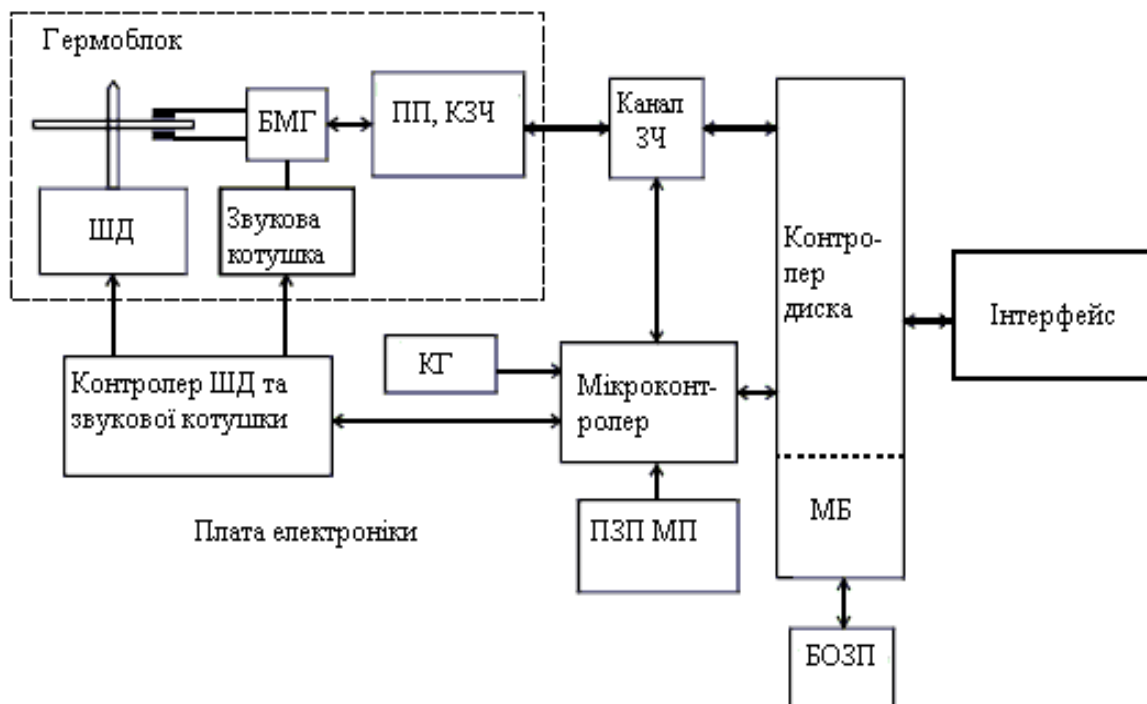 Гермоблок
БМГ
ПП, КЗЧ
Канал
ЗЧ
ШД
Звукова
котушка
Контро-
лер
диска
Інтерфейс
КГ
Контролер ШД та
звукової котушки
Мікроконт-
ролер
МБ
Плата електроніки
ПЗП МП
БОЗП